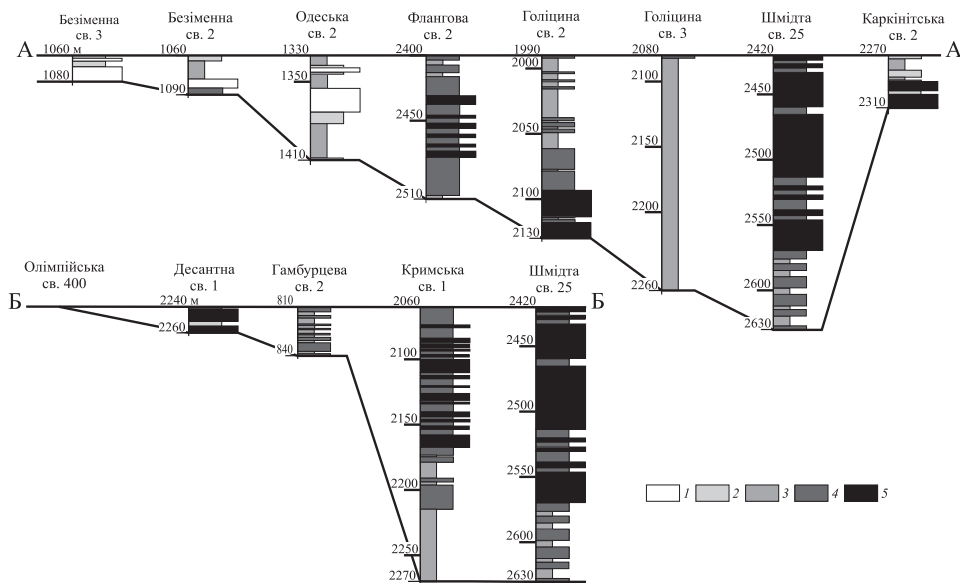 Безіменна св. 3
Безіменна св. 2
Одеська св. 2
Флангова св. 2
Голіцина св. 2
Голіцина св. 3
Шмідта св. 25
Каркінітська св. 2
А
1060 м
1060
1330
2400
1990
2080
2420
2270
А
1080
1090
1350
1410
2450
2510
2000
2050
2100
2130
2100
2150
2200
2260
2450
2500
2550
2600
2630
2310
Олімпійська св. 400
Десантна св. 1
Гамбурцева св. 2
Кримська св. 1
Шмідта св. 25
Б
2240 м
810
2060
2420
Б
2260
840
2100
2150
2200
2250
2270
2450
2500
2550
2600
2630
1
2
3
4
5